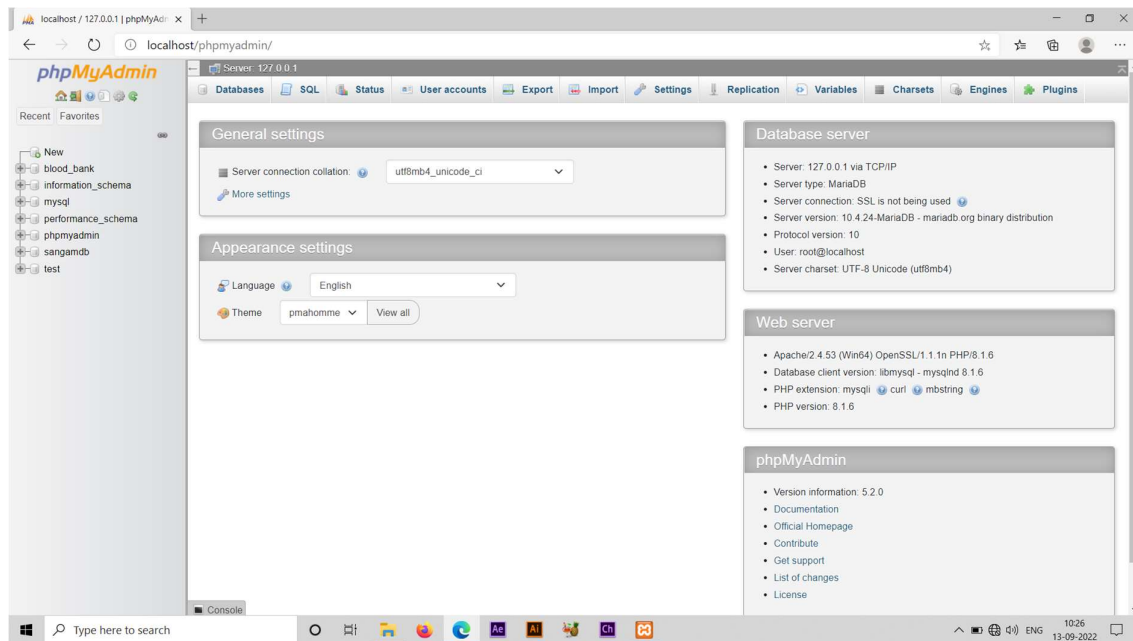 localhost / 127.0.0.1 | phpMyAdm
localhost/phpmyadmin/
phpMyAdmin
Recent Favorites
New
blood_bank
information_schema
mysql
performance_schema
phpmyadmin
sangamdb
test
Server: 127.0.0.1
Databases SQL Status User accounts Export Import Settings Replication Variables Charsets Engines Plugins
General settings
Server connection collation:
utf8mb4_unicode_ci
More settings
Appearance settings
Language
English
Theme
pmahomme
View all
Database server
• Server: 127.0.0.1 via TCP/IP
• Server type: MariaDB
• Server connection: SSL is not being used
• Server version: 10.4.24-MariaDB - mariadb.org binary distribution
• Protocol version: 10
• User: root@localhost
• Server charset: UTF-8 Unicode (utf8mb4)
Web server
• Apache/2.4.53 (Win64) OpenSSL/1.1.1n PHP/8.1.6
• Database client version: libmysql - mysqlnd 8.1.6
• PHP extension: mysqli curl mbstring
• PHP version: 8.1.6
phpMyAdmin
• Version information: 5.2.0
• Documentation
• Official Homepage
• Contribute
• Get support
• List of changes
• License
Console
Type here to search
Ae
Ai
Ch
ENG
10:26
13-09-2022